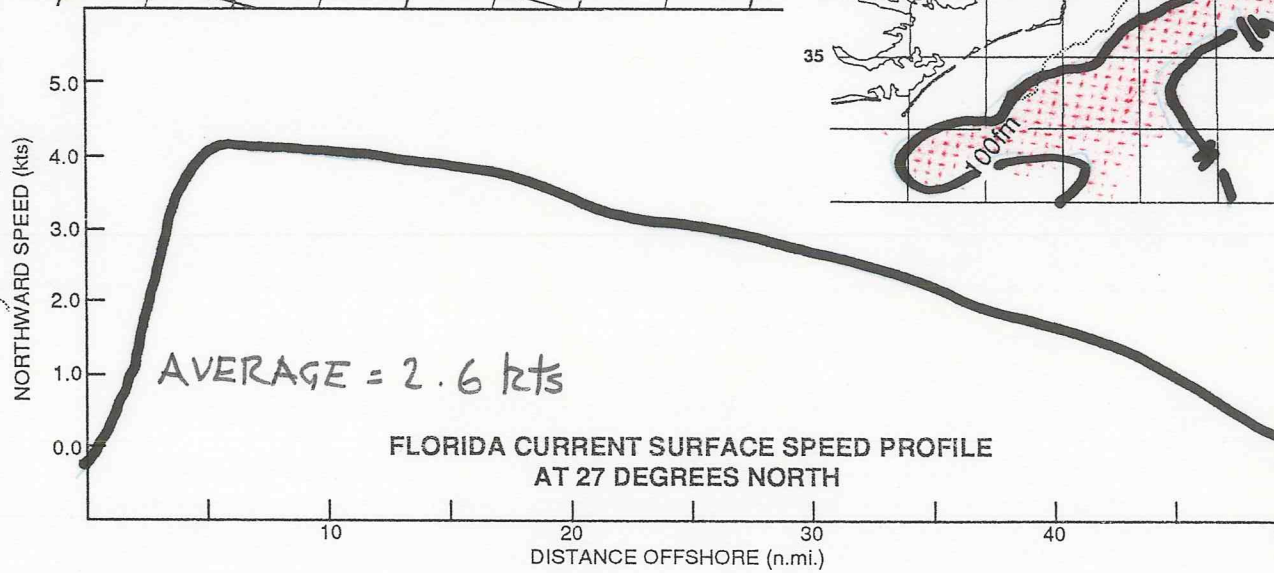 35
100fm
5.0
4.0
3.0
2.0
1.0
0.0
NORTHWARD SPEED (kts)
AVERAGE = 2.6 kts
FLORIDA CURRENT SURFACE SPEED PROFILE
AT 27 DEGREES NORTH
10
20
30
40
DISTANCE OFFSHORE (n.mi.)